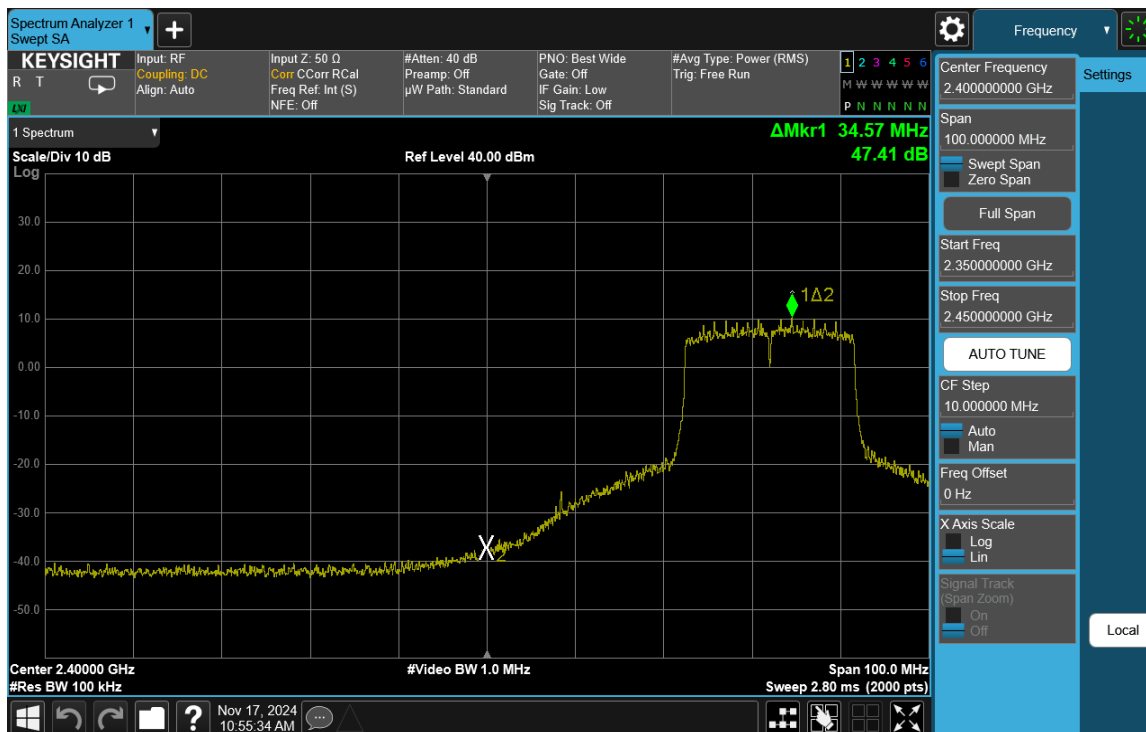 Spectrum Analyzer 1
Swept SA
Frequency
KEYSIGHT
R T
LXI
Input: RF
Coupling: DC
Align: Auto
Input Z: 50 Ω
Corr CCorr RCal
Freq Ref: Int (S)
NFE: Off
#Atten: 40 dB
Preamp: Off
µW Path: Standard
PNO: Best Wide
Gate: Off
IF Gain: Low
Sig Track: Off
#Avg Type: Power (RMS)
Trig: Free Run
1 2 3 4 5 6
M W W W W W
P N N N N N
1 Spectrum
Scale/Div 10 dB
Log
Ref Level 40.00 dBm
ΔMkr1 34.57 MHz
47.41 dB
30.0
20.0
10.0
0.00
-10.0
-20.0
-30.0
-40.0
-50.0
1Δ2
X2
Center 2.40000 GHz
#Res BW 100 kHz
#Video BW 1.0 MHz
Span 100.0 MHz
Sweep 2.80 ms (2000 pts)
Nov 17, 2024
10:55:34 AM
?
Center Frequency
2.400000000 GHz
Span
100.000000 MHz
Swept Span
Zero Span
Full Span
Start Freq
2.350000000 GHz
Stop Freq
2.450000000 GHz
AUTO TUNE
CF Step
10.000000 MHz
Auto
Man
Freq Offset
0 Hz
X Axis Scale
Log
Lin
Signal Track
(Span Zoom)
On
Off
Settings
Local